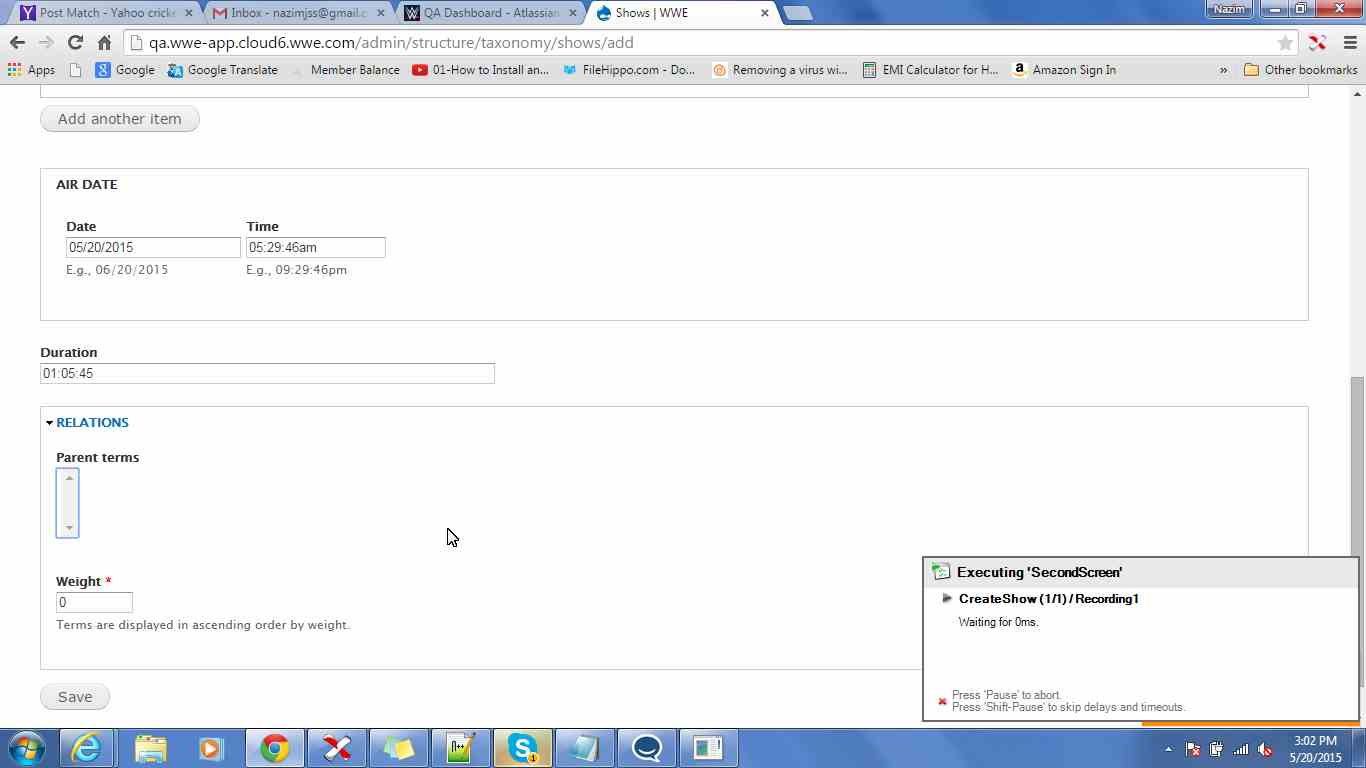 Post Match - Yahoo cricke
Inbox - nazimjss@gmail.c
QA Dashboard - Atlassian
Shows | WWE
Nazim
qa.wwe-app.cloud6.wwe.com/admin/structure/taxonomy/shows/add
Apps
Google
Google Translate
Member Balance
01-How to Install an...
FileHippo.com - Do...
Removing a virus wi...
EMI Calculator for H...
Amazon Sign In
»
Other bookmarks
Add another item
AIR DATE
Date Time
05/20/2015 05:29:46am
E.g., 06/20/2015 E.g., 09:29:46pm
Duration
01:05:45
RELATIONS
Parent terms
Weight *
0
Terms are displayed in ascending order by weight.
Save
Executing 'SecondScreen'
CreateShow (1/1) / Recording1
Waiting for 0ms.
Press 'Pause' to abort.
Press 'Shift-Pause' to skip delays and timeouts.
3:02 PM
5/20/2015